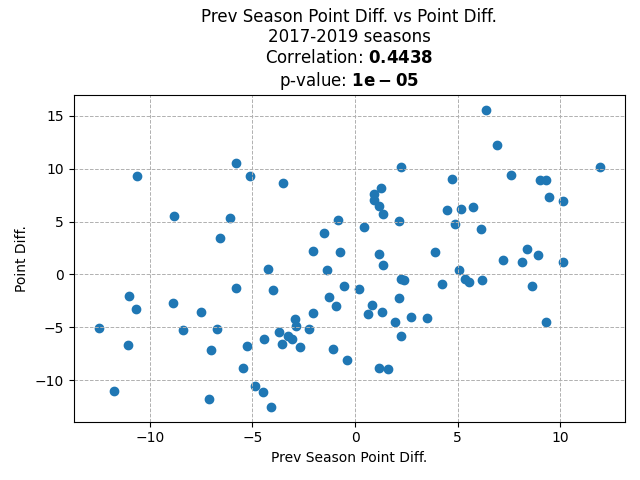 Prev Season Point Diff. vs Point Diff.
2017-2019 seasons
Correlation: 0.4438
p-value: 1e − 05
15
10
5
0
−5
−10
Point Diff.
−10 −5 0 5 10
Prev Season Point Diff.